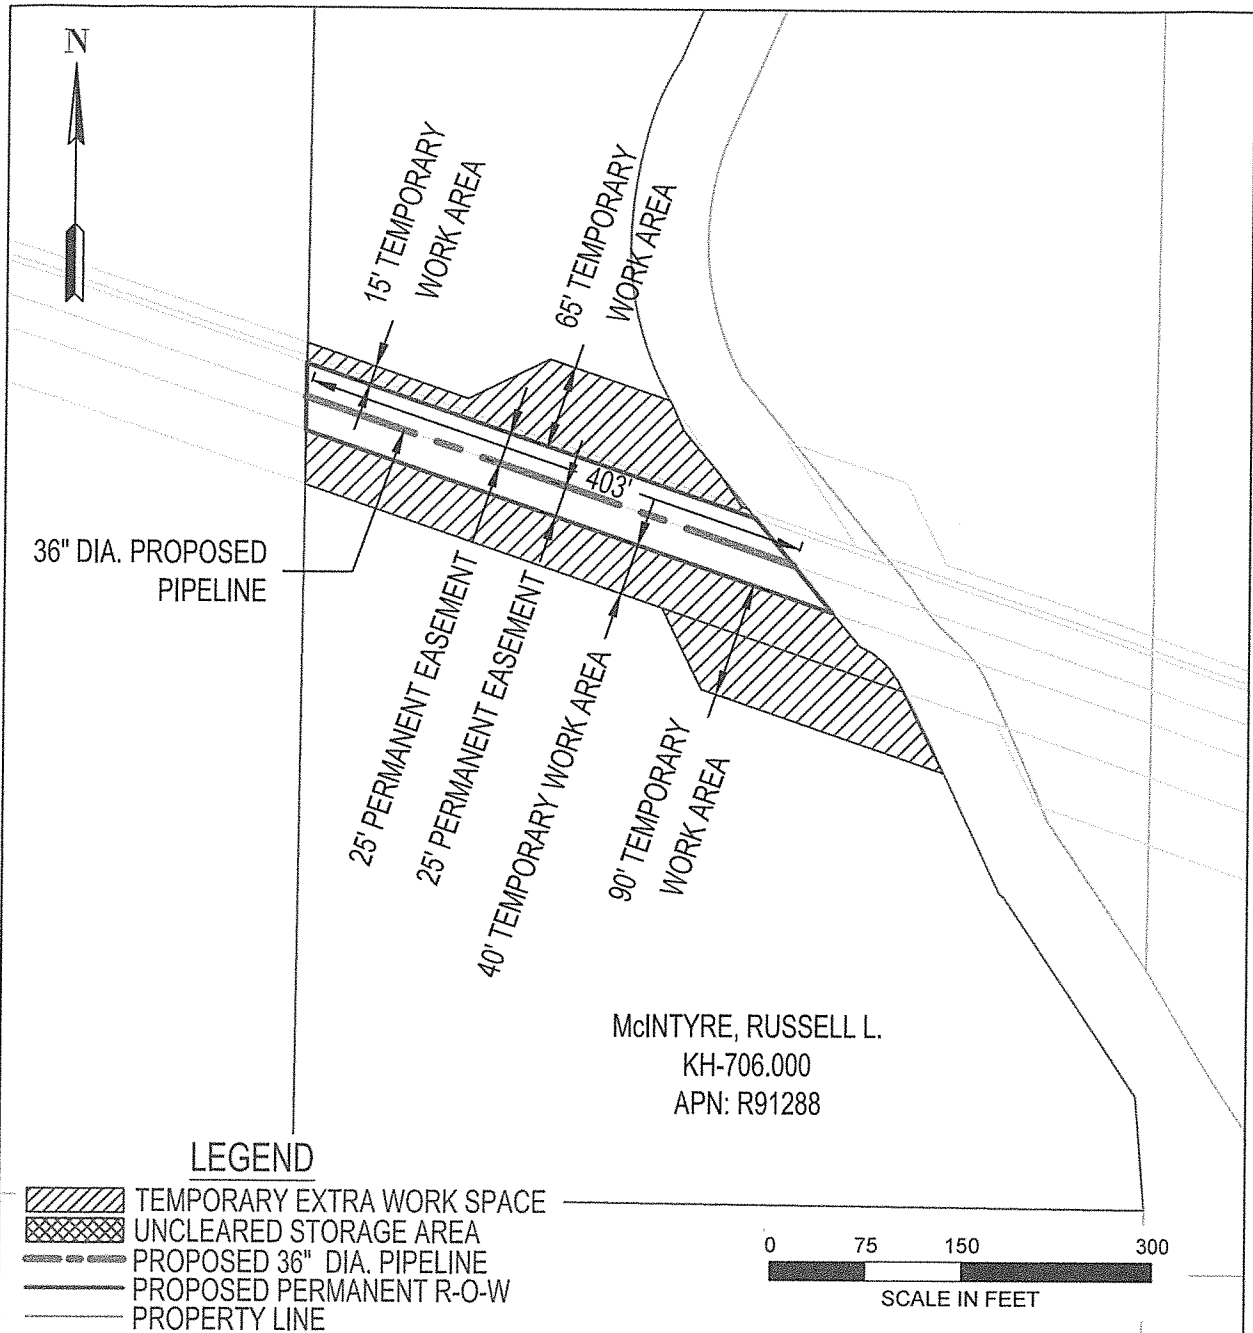 N
15' TEMPORARY
WORK AREA
65' TEMPORARY
WORK AREA
403'
36" DIA. PROPOSED
PIPELINE
25' PERMANENT EASEMENT
25' PERMANENT EASEMENT
40' TEMPORARY WORK AREA
90' TEMPORARY
WORK AREA
McINTYRE, RUSSELL L.
KH-706.000
APN: R91288
LEGEND
TEMPORARY EXTRA WORK SPACE
UNCLEARED STORAGE AREA
PROPOSED 36" DIA. PIPELINE
PROPOSED PERMANENT R-O-W
PROPERTY LINE
0 75 150 300
SCALE IN FEET